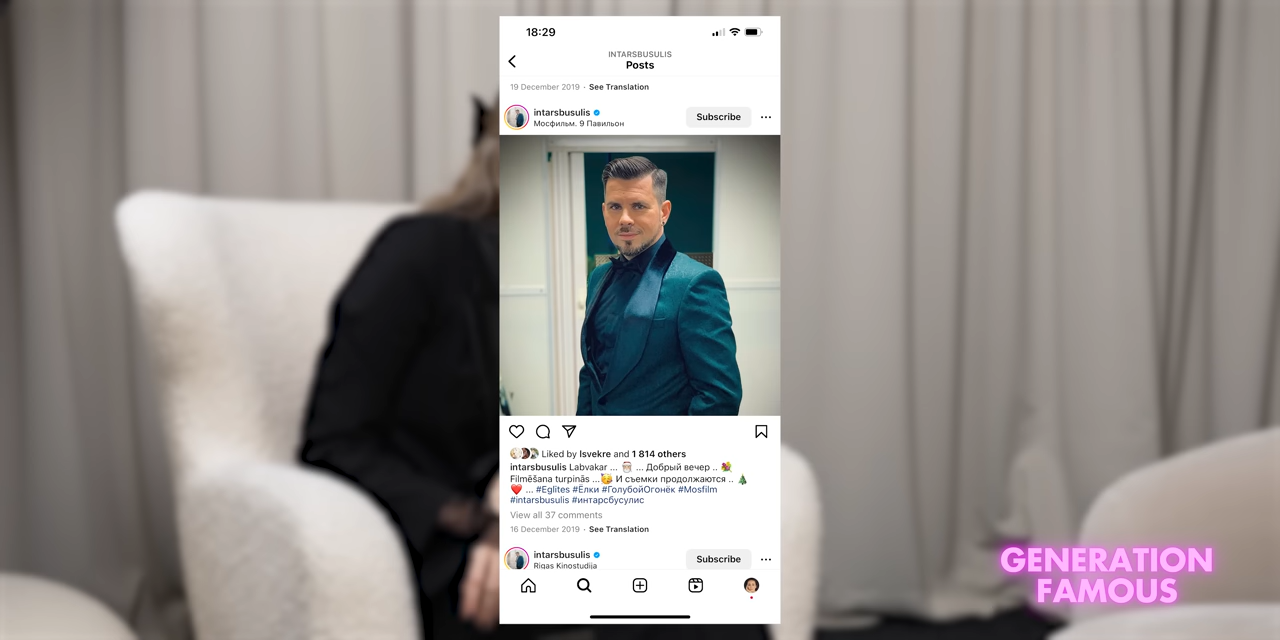 18:29
INTARSBUSULIS
Posts
19 December 2019 · See Translation
intarsbusulis
Мосфильм. 9 Павильон
Subscribe
Liked by lsvekre and 1 814 others
intarsbusulis Labvakar ... 🎅🏻 ... Добрый вечер .. 💐
Filmēšana turpinās ...🥳 И съемки продолжаются .. 🎄
❤️ ... #Eglites #Ёлки #ГолубойОгонёк #Mosfilm
#intarsbusulis #интарсбусулис
View all 37 comments
16 December 2019 · See Translation
intarsbusulis
Rigas Kinostudija
Subscribe
GENERATION
FAMOUS